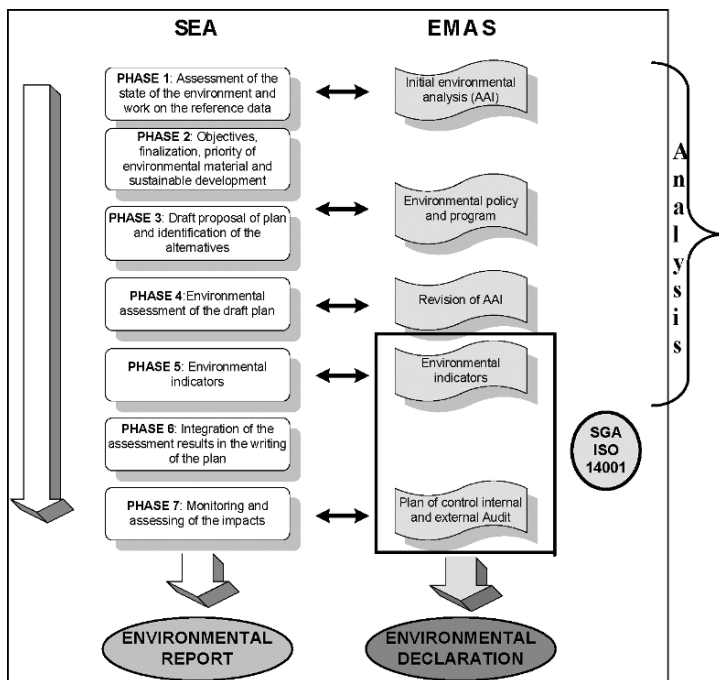 SEA
EMAS
PHASE 1: Assessment of the
state of the environment and
work on the reference data
Initial environmental
analysis (AAI)
PHASE 2: Objectives,
finalization, priority of
environmental material and
sustainable development
Environmental policy
and program
PHASE 3: Draft proposal of plan
and identification of the
alternatives
PHASE 4:Environmental
assessment of the draft plan
Revision of AAI
PHASE 5: Environmental
indicators
Environmental
indicators
PHASE 6: Integration of the
assessment results in the writing
of the plan
PHASE 7: Monitoring and
assessing of the impacts
Plan of control internal
and external Audit
Analysis
SGA
ISO
14001
ENVIRONMENTAL
REPORT
ENVIRONMENTAL
DECLARATION